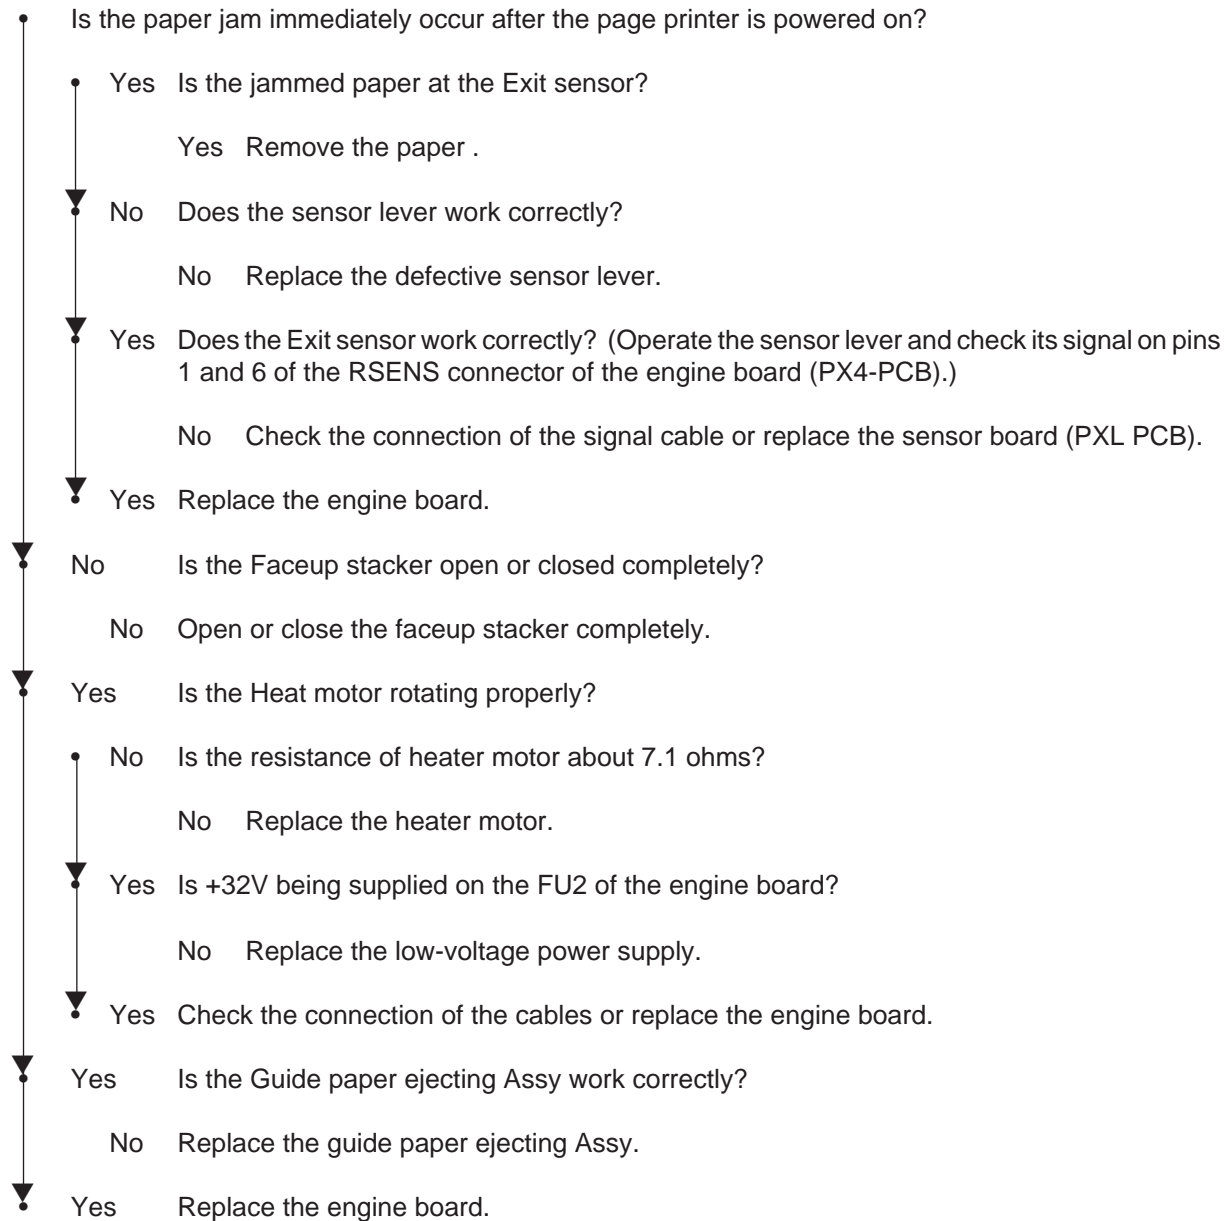 Is the paper jam immediately occur after the page printer is powered on?
Yes Is the jammed paper at the Exit sensor?
Yes Remove the paper .
No Does the sensor lever work correctly?
No Replace the defective sensor lever.
Yes Does the Exit sensor work correctly? (Operate the sensor lever and check its signal on pins
1 and 6 of the RSENS connector of the engine board (PX4-PCB).)
No Check the connection of the signal cable or replace the sensor board (PXL PCB).
Yes Replace the engine board.
No Is the Faceup stacker open or closed completely?
No Open or close the faceup stacker completely.
Yes Is the Heat motor rotating properly?
No Is the resistance of heater motor about 7.1 ohms?
No Replace the heater motor.
Yes Is +32V being supplied on the FU2 of the engine board?
No Replace the low-voltage power supply.
Yes Check the connection of the cables or replace the engine board.
Yes Is the Guide paper ejecting Assy work correctly?
No Replace the guide paper ejecting Assy.
Yes Replace the engine board.